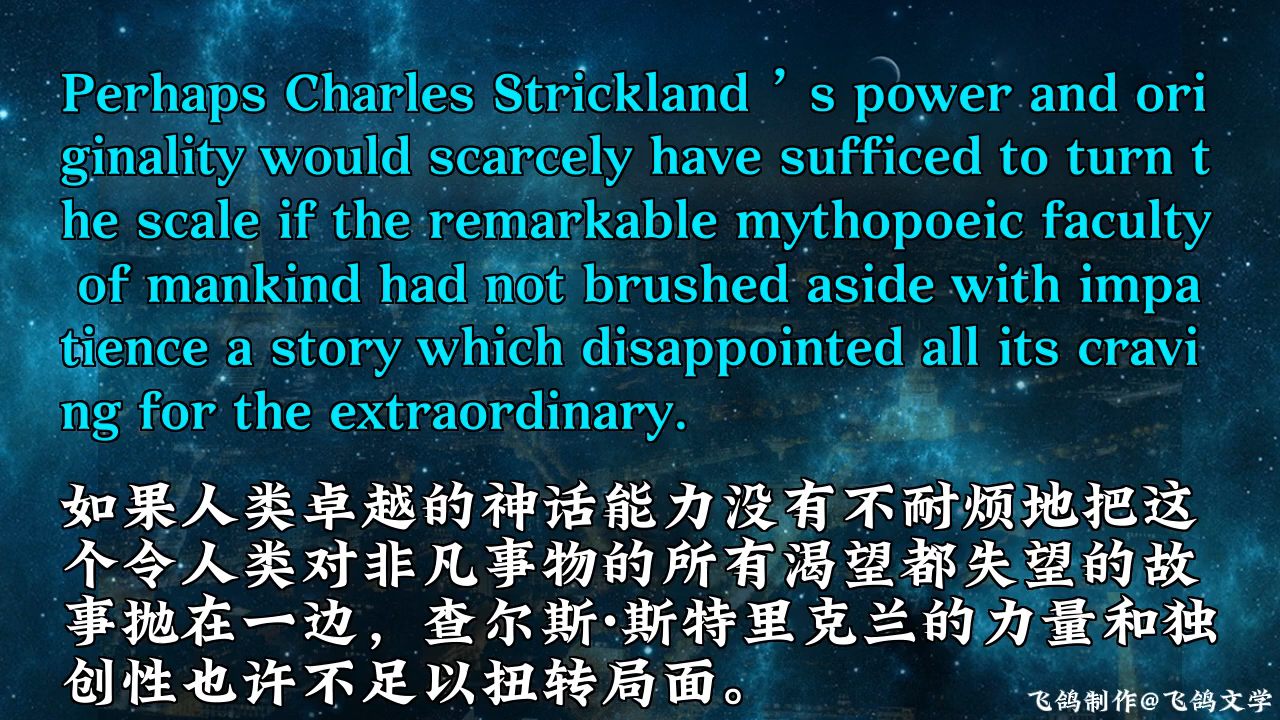 Perhaps Charles Strickland ’ s power and ori
ginality would scarcely have sufficed to turn t
he scale if the remarkable mythopoeic faculty
of mankind had not brushed aside with impa
tience a story which disappointed all its cravi
ng for the extraordinary.
如果人类卓越的神话能力没有不耐烦地把这
个令人类对非凡事物的所有渴望都失望的故
事抛在一边，查尔斯·斯特里克兰的力量和独
创性也许不足以扭转局面。
飞鸽制作@飞鸽文学